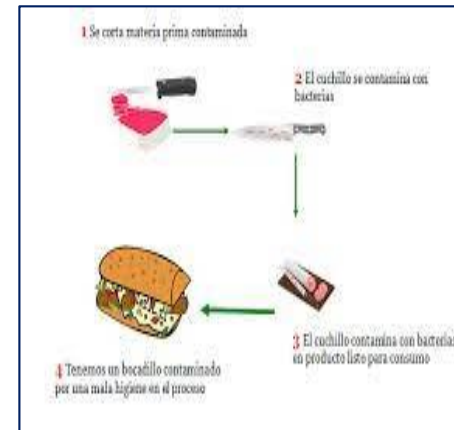 1 Se corta materia prima contaminada
2 El cuchillo se contamina con
bacterias
3 El cuchillo contamina con bacterias
en producto listo para consumo
4 Tenemos un bocadillo contaminado
por una mala higiene en el proceso